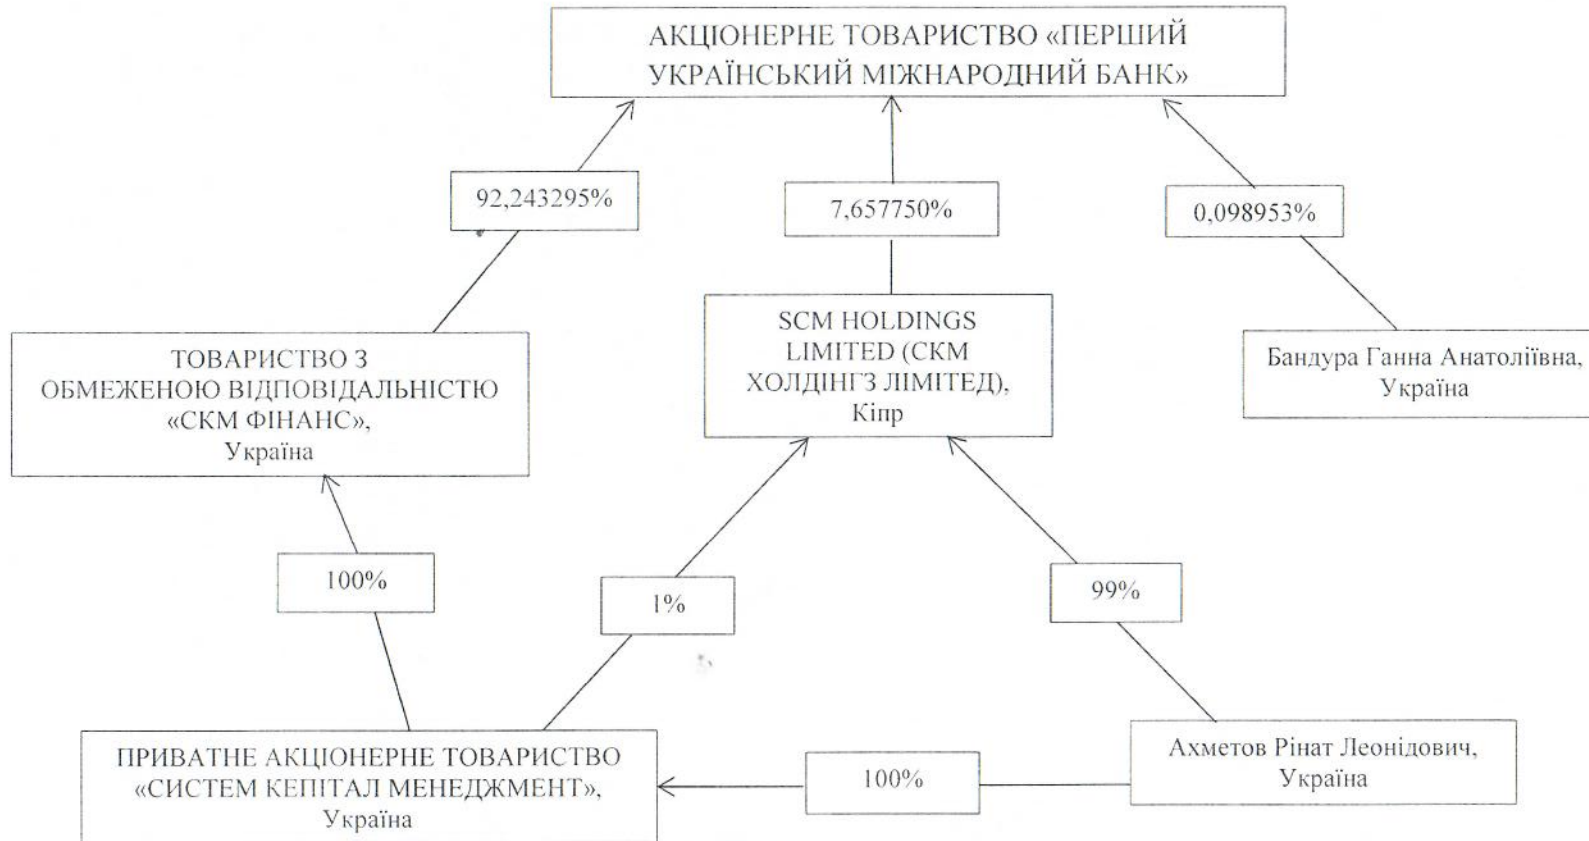 АКЦІОНЕРНЕ ТОВАРИСТВО «ПЕРШИЙ
УКРАЇНСЬКИЙ МІЖНАРОДНИЙ БАНК»
92,243295%
7,657750%
0,098953%
ТОВАРИСТВО З
ОБМЕЖЕНОЮ ВІДПОВІДАЛЬНІСТЮ
«СКМ ФІНАНС»,
Україна
SCM HOLDINGS
LIMITED (СКМ
ХОЛДІНГЗ ЛІМІТЕД),
Кіпр
Бандура Ганна Анатоліївна,
Україна
100%
1%
99%
ПРИВАТНЕ АКЦІОНЕРНЕ ТОВАРИСТВО
«СИСТЕМ КЕПІТАЛ МЕНЕДЖМЕНТ»,
Україна
100%
Ахметов Рінат Леонідович,
Україна